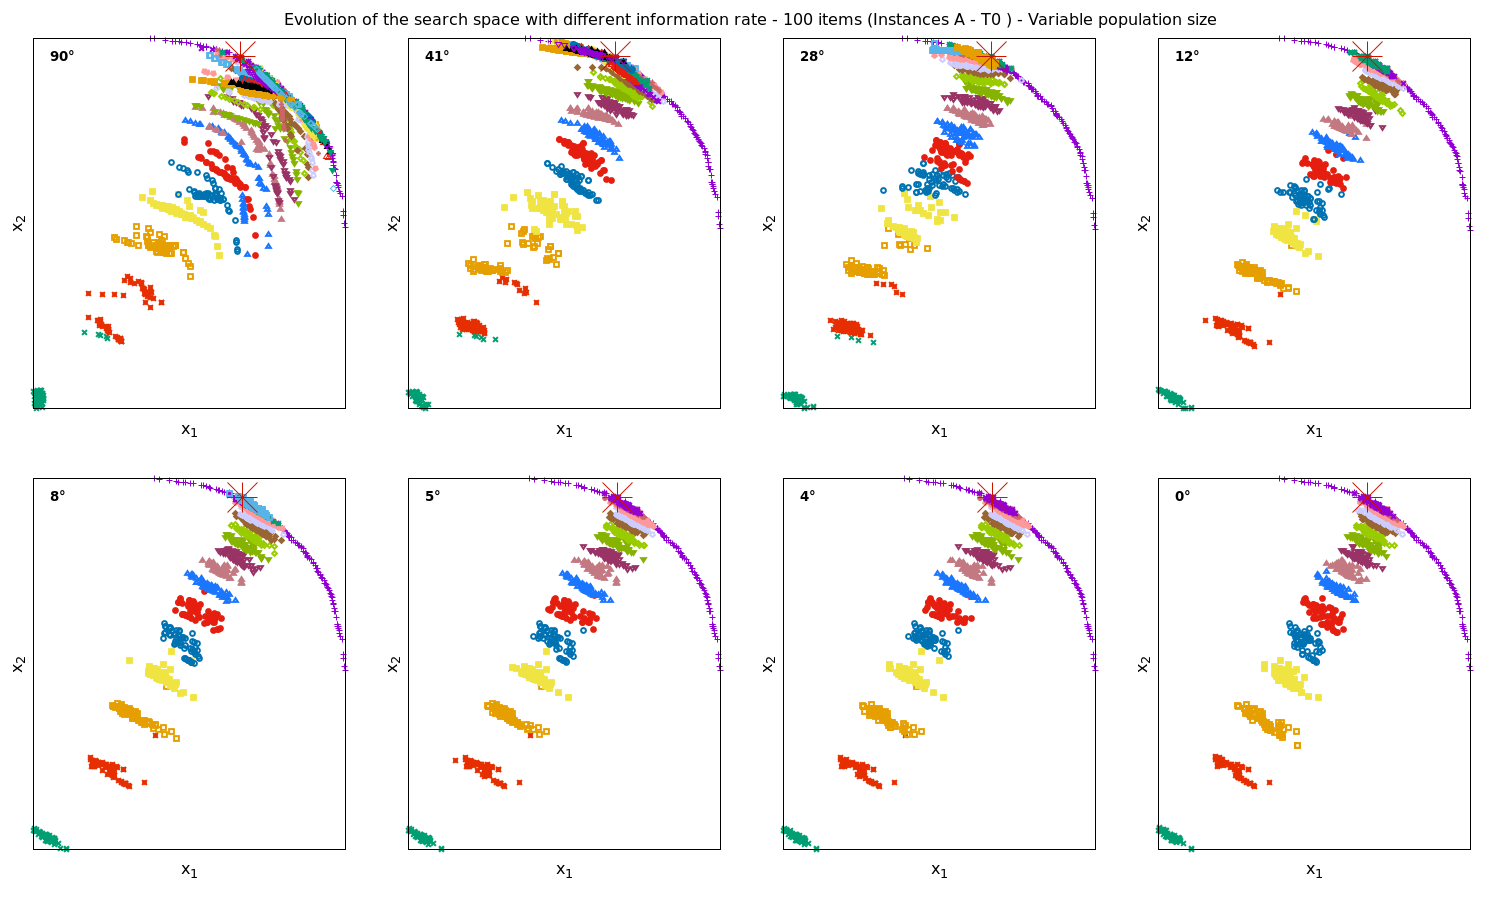 Evolution of the search space with different information rate - 100 items (Instances A - T0 ) - Variable population size
90°
41°
28°
12°
x₂
x₂
x₂
x₂
x₁
x₁
x₁
x₁
8°
5°
4°
0°
x₂
x₂
x₂
x₂
x₁
x₁
x₁
x₁